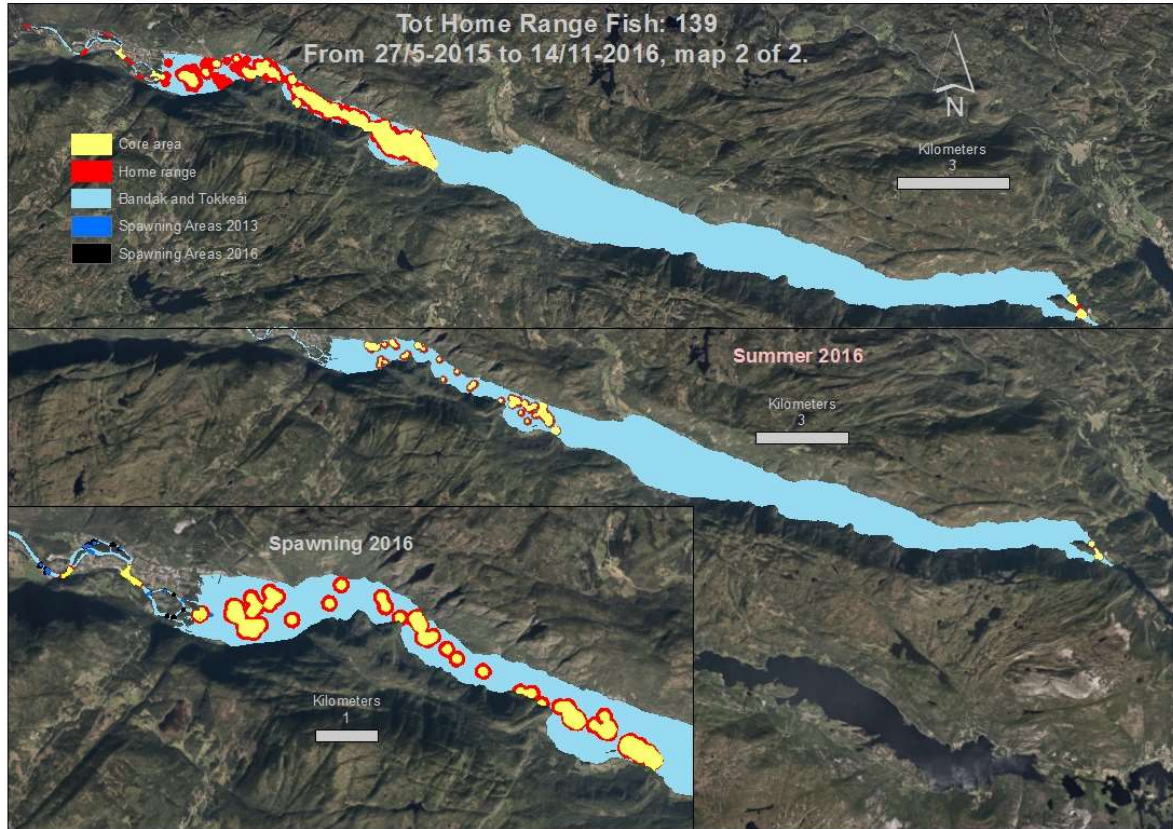 Tot Home Range Fish: 139
From 27/5-2015 to 14/11-2016, map 2 of 2.
N
Kilometers
3
Core area
Home range
Bandak and Tokkeåi
Spawning Areas 2013
Spawning Areas 2016
Summer 2016
Kilometers
3
Spawning 2016
Kilometers
1